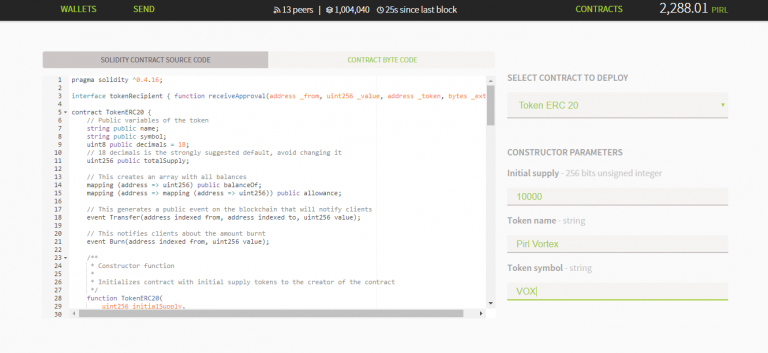 WALLETS SEND 13 peers | 1,004,040 25s since last block CONTRACTS 2,288.01 PIRL
SOLIDITY CONTRACT SOURCE CODE CONTRACT BYTE CODE
SELECT CONTRACT TO DEPLOY
Token ERC 20
CONSTRUCTOR PARAMETERS
Initial supply - 256 bits unsigned integer
10000
Token name - string
Pirl Vortex
Token symbol - string
VOX
1 pragma solidity ^0.4.16;
2
3 interface tokenRecipient { function receiveApproval(address _from, uint256 _value, address _token, bytes _ext
4
5 contract TokenERC20 {
6 // Public variables of the token
7 string public name;
8 string public symbol;
9 uint8 public decimals = 18;
10 // 18 decimals is the strongly suggested default, avoid changing it
11 uint256 public totalSupply;
12
13 // This creates an array with all balances
14 mapping (address => uint256) public balanceOf;
15 mapping (address => mapping (address => uint256)) public allowance;
16
17 // This generates a public event on the blockchain that will notify clients
18 event Transfer(address indexed from, address indexed to, uint256 value);
19
20 // This notifies clients about the amount burnt
21 event Burn(address indexed from, uint256 value);
22
23 /**
24 * Constructor function
25 *
26 * Initializes contract with initial supply tokens to the creator of the contract
27 */
28 function TokenERC20(
29 uint256 initialSupply,
30